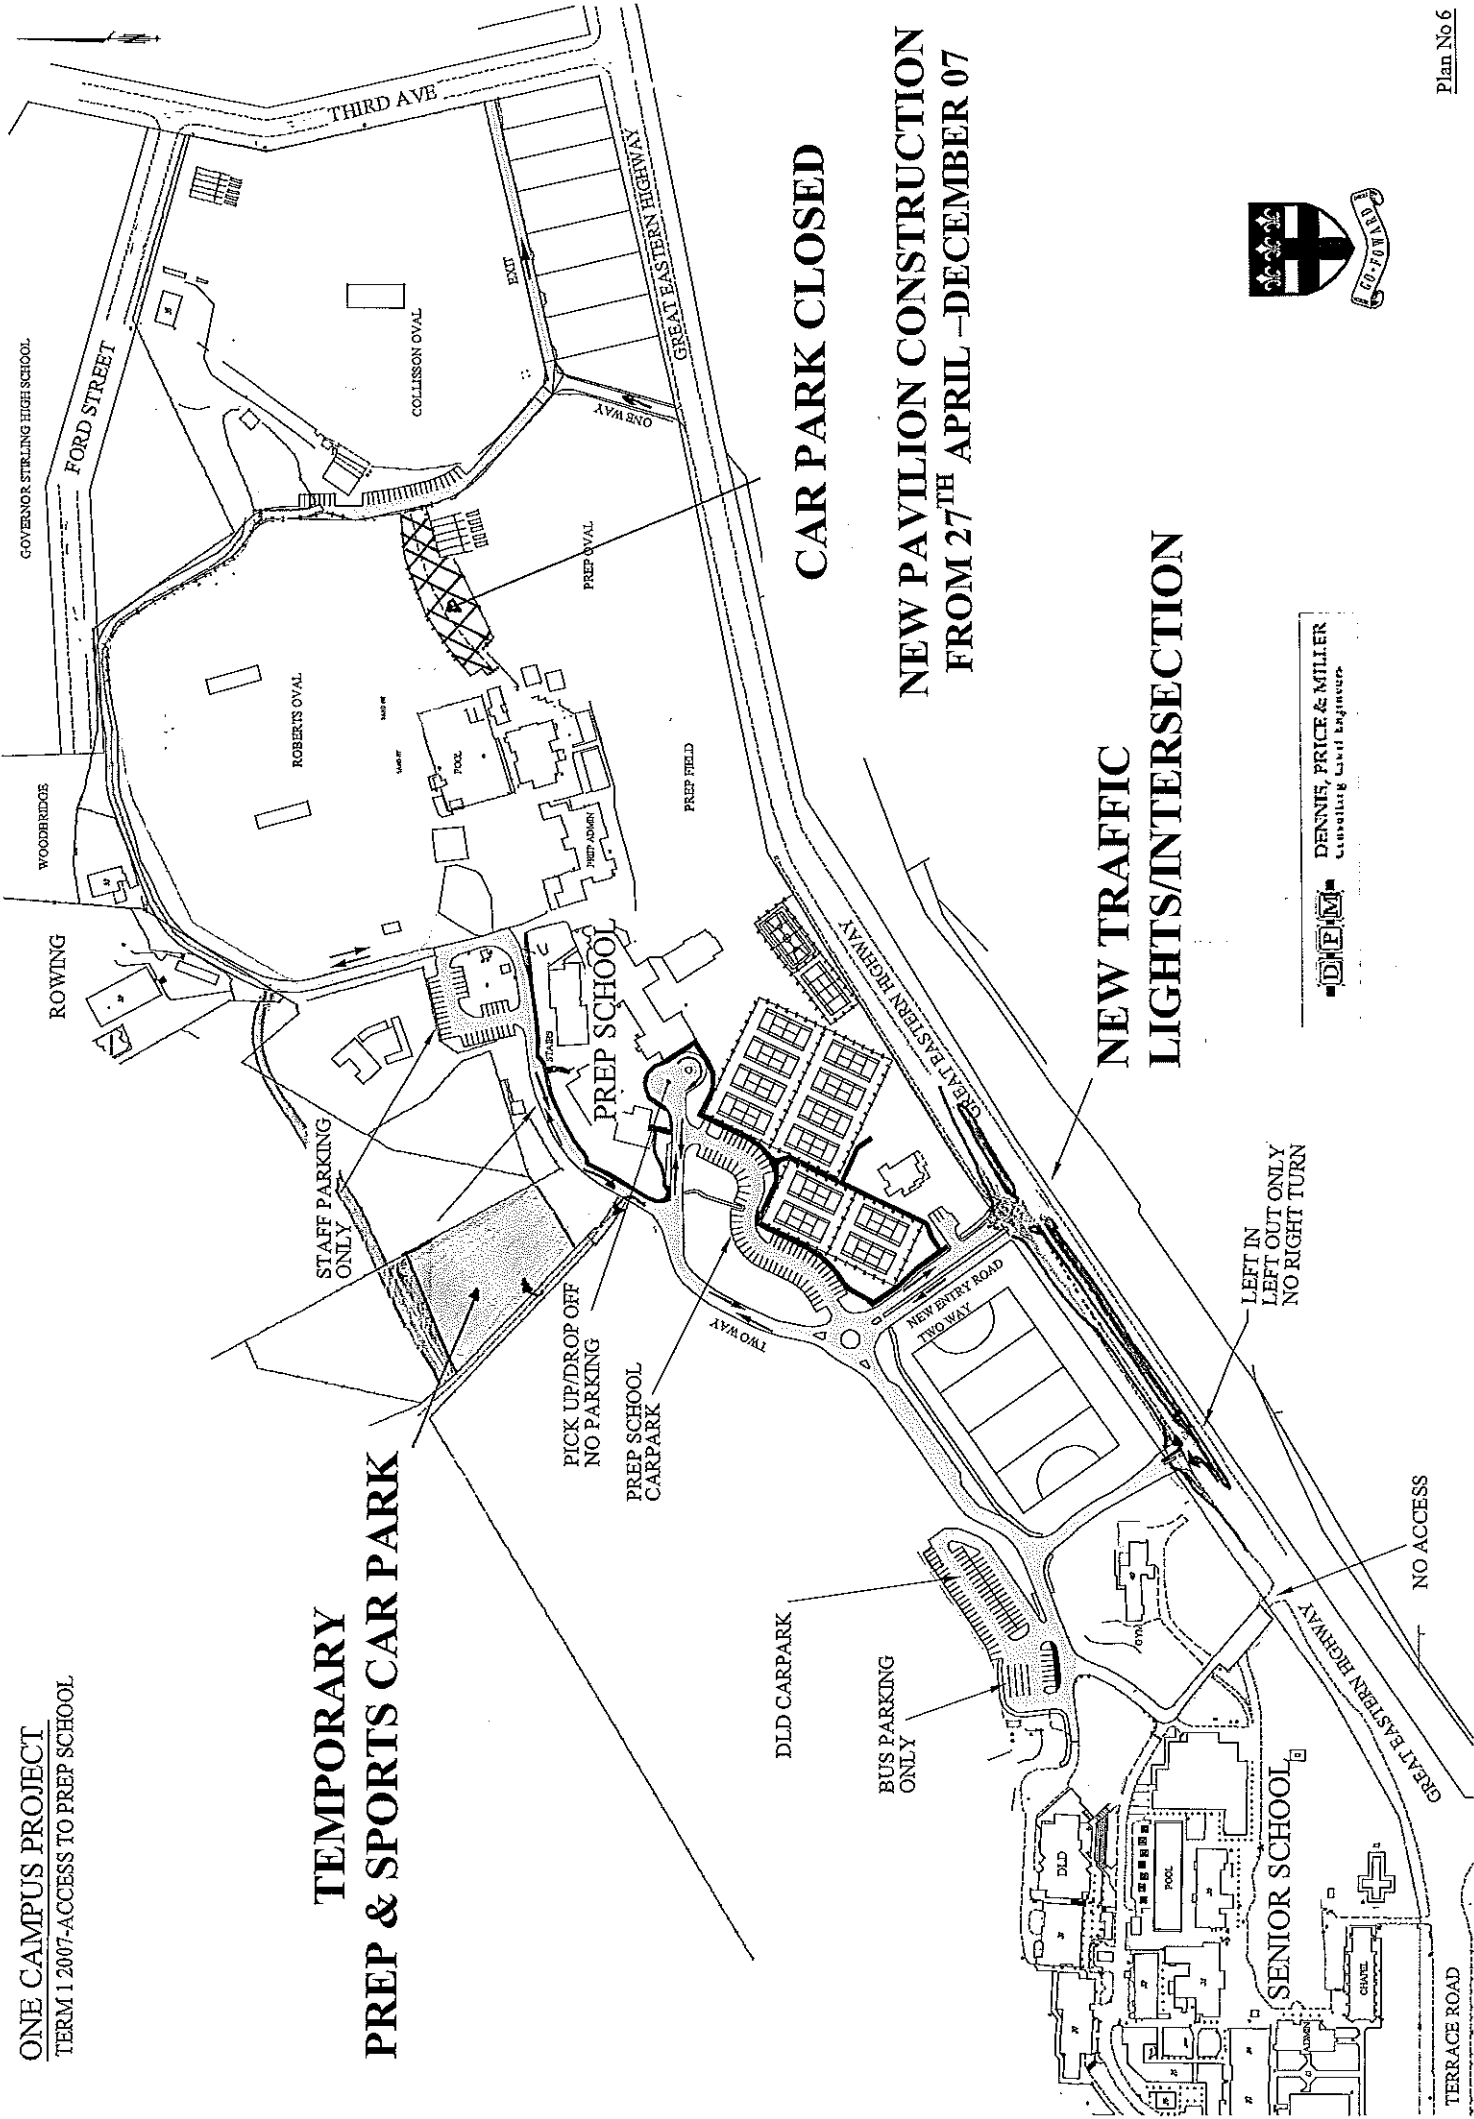 ONE CAMPUS PROJECT
TERM 1 2007-ACCESS TO PREP SCHOOL
TEMPORARY
PREP & SPORTS CAR PARK
STAFF PARKING
ONLY
ROWING
WOODBRIDGE
GOVERNOR STIRLING HIGH SCHOOL
FORD STREET
THIRD AVE
ROBERTS OVAL
COLLISSON OVAL
EXIT
ONE WAY
GREAT EASTERN HIGHWAY
POOL
PREP OVAL
PREP ADMIN
PREP FIELD
STAIRS
PREP SCHOOL
PICK UP/DROP OFF
NO PARKING
PREP SCHOOL
CARPARK
TWO WAY
NEW ENTRY ROAD
TWO WAY
GREAT EASTERN HIGHWAY
CAR PARK CLOSED
NEW PAVILION CONSTRUCTION
FROM 27TH APRIL –DECEMBER 07
NEW TRAFFIC
LIGHTS/INTERSECTION
LEFT IN
LEFT OUT ONLY
NO RIGHT TURN
DLD CARPARK
BUS PARKING
ONLY
NO ACCESS
GYM
DLD
POOL
SENIOR SCHOOL
GREAT EASTERN HIGHWAY
CHAPEL
ADMIN
TERRACE ROAD
GO·FORWARD
DPM
DENNIS, PRICE & MILLER
Consulting Civil Engineers
Plan No 6